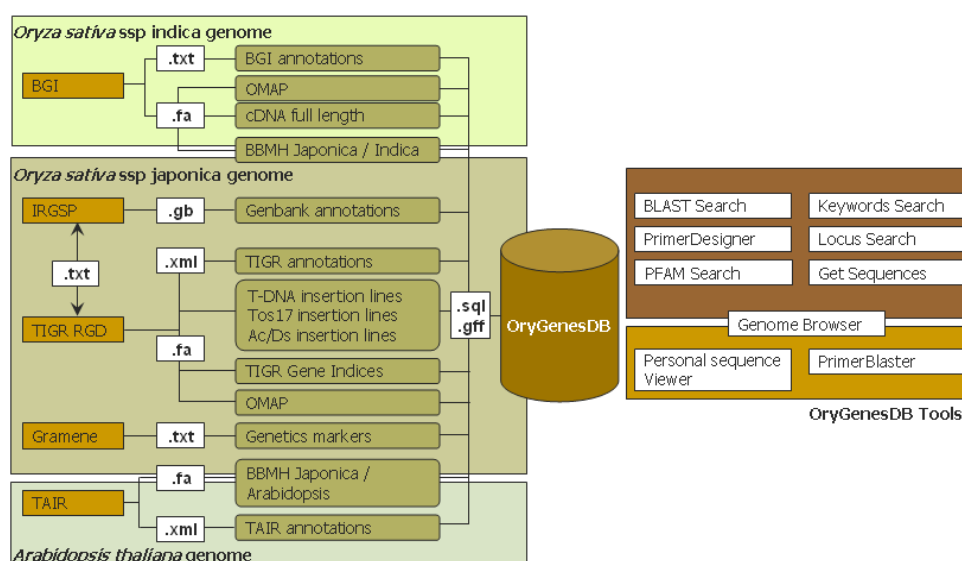 Oryza sativa ssp indica genome
.txt
BGI annotations
BGI
OMAP
.fa
cDNA full length
BBMH Japonica / Indica
Oryza sativa ssp japonica genome
IRGSP
.gb
Genbank annotations
.xml
TIGR annotations
.txt
T-DNA insertion lines
Tos17 insertion lines
Ac/Ds insertion lines
TIGR RGD
.fa
TIGR Gene Indices
OMAP
Gramene
.txt
Genetics markers
.fa
BBMH Japonica /
Arabidopsis
TAIR
.xml
TAIR annotations
Arabidopsis thaliana genome
.sql
.gff
OryGenesDB
BLAST Search
Keywords Search
PrimerDesigner
Locus Search
PFAM Search
Get Sequences
Genome Browser
Personal sequence
Viewer
PrimerBlaster
OryGenesDB Tools